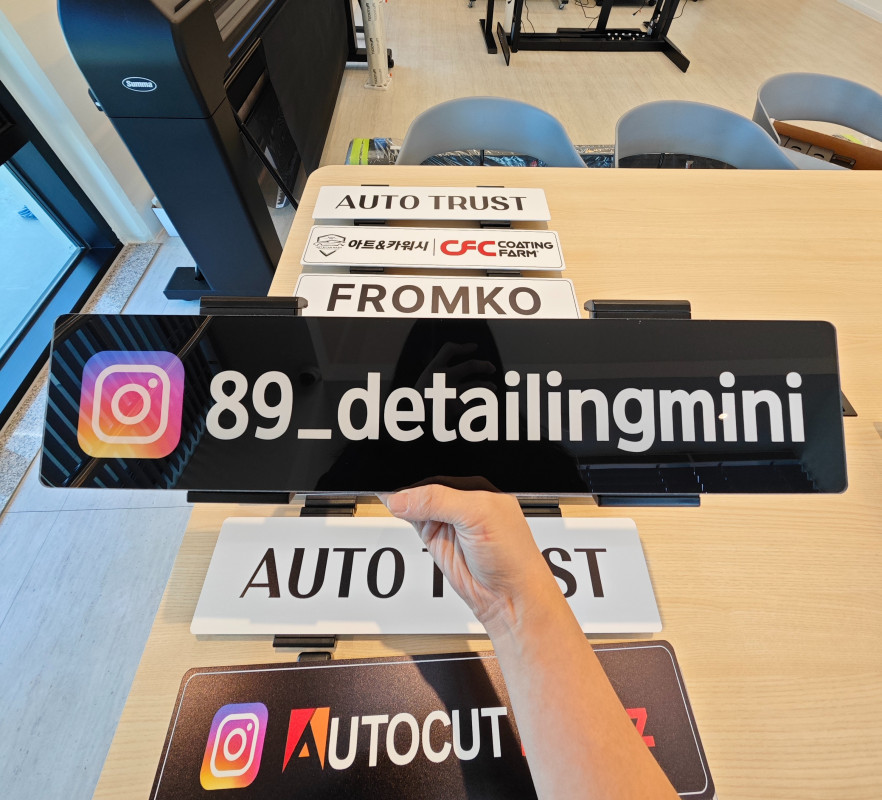 Summa
AUTO TRUST
아트&카워시 CFC COATING FARM
FROMKO
89_detailingmini
AUTO ST
AUTOCUT